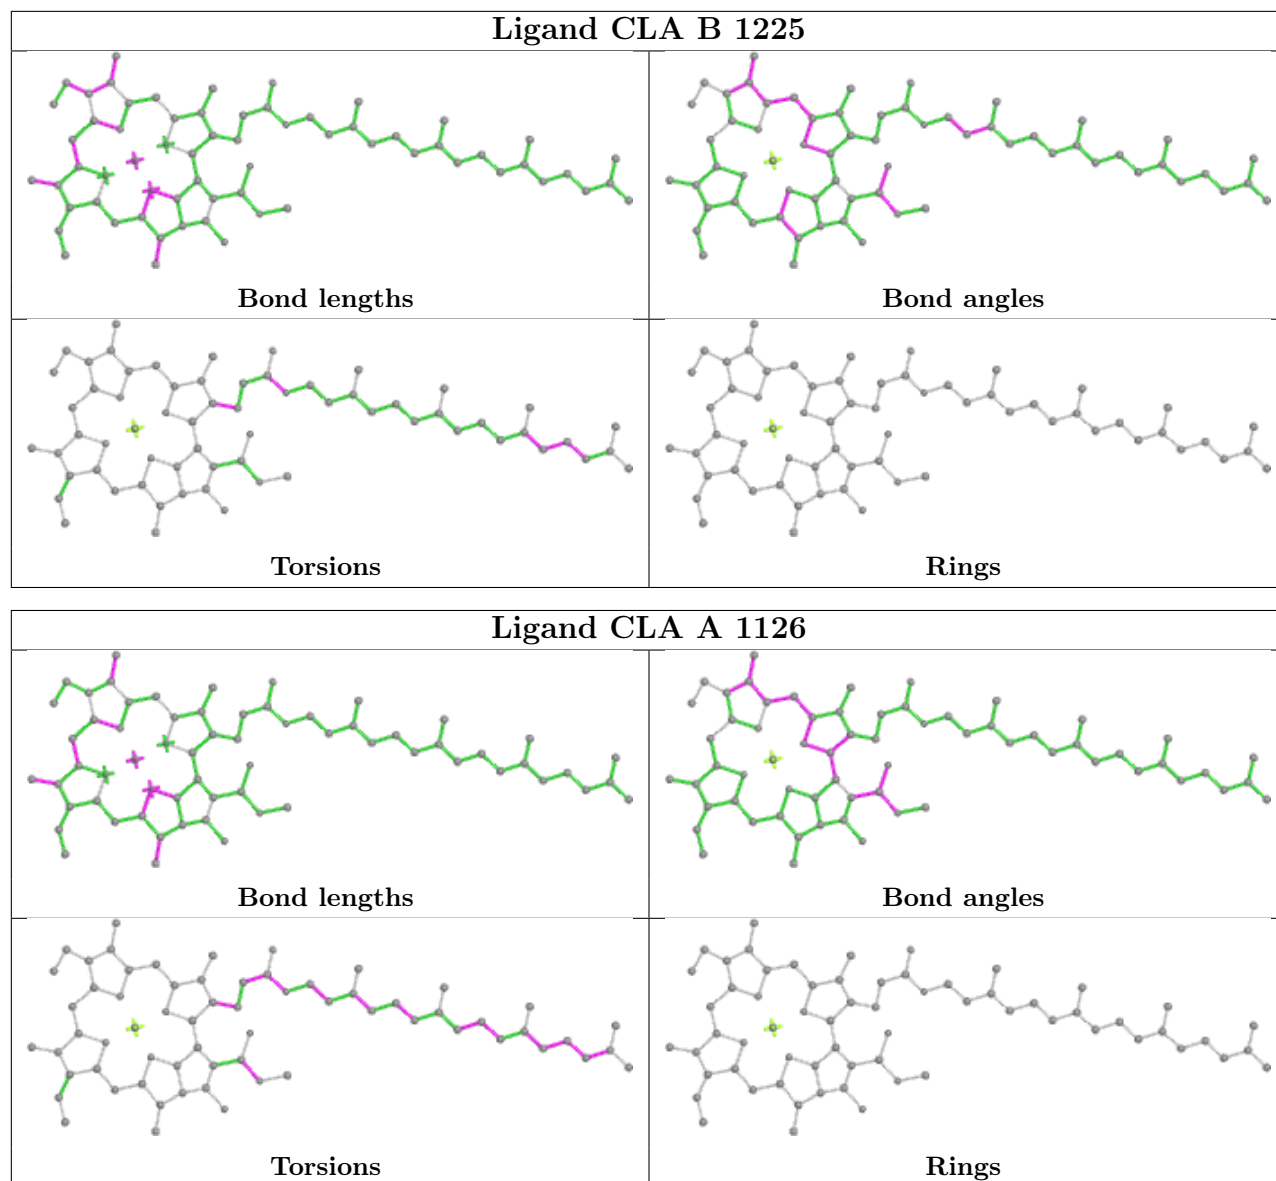 Ligand CLA B 1225
Bond lengths
Bond angles
Torsions
Rings
Ligand CLA A 1126
Bond lengths
Bond angles
Torsions
Rings